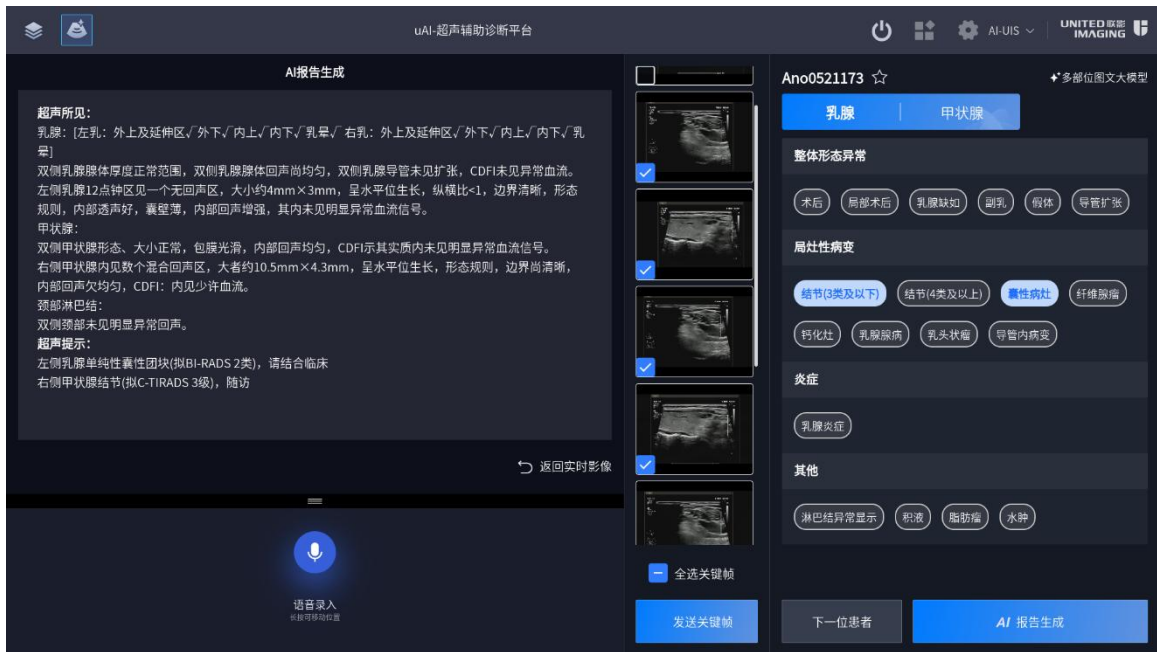 uAI-超声辅助诊断平台
AI-UIS
UNITED 联影
IMAGING
AI报告生成
超声所见：
乳腺：[左乳：外上及延伸区√外下√内上√内下√乳晕√ 右乳：外上及延伸区√外下√内上√内下√乳
晕]
双侧乳腺腺体厚度正常范围，双侧乳腺腺体回声尚均匀，双侧乳腺导管未见扩张，CDFI未见异常血流。
左侧乳腺12点钟区见一个无回声区，大小约4mm×3mm，呈水平位生长，纵横比<1，边界清晰，形态
规则，内部透声好，囊壁薄，内部回声增强，其内未见明显异常血流信号。
甲状腺：
双侧甲状腺形态、大小正常，包膜光滑，内部回声均匀，CDFI示其实质内未见明显异常血流信号。
右侧甲状腺内见数个混合回声区，大者约10.5mm×4.3mm，呈水平位生长，形态规则，边界尚清晰，
内部回声欠均匀，CDFI：内见少许血流。
颈部淋巴结：
双侧颈部未见明显异常回声。
超声提示：
左侧乳腺单纯性囊性团块(拟BI-RADS 2类)，请结合临床
右侧甲状腺结节(拟C-TIRADS 3级)，随访
返回实时影像
语音录入
长按可移动位置
全选关键帧
发送关键帧
Ano0521173 ☆
多部位图文大模型
乳腺
甲状腺
整体形态异常
术后 局部术后 乳腺缺如 副乳 假体 导管扩张
局灶性病变
结节(3类及以下) 结节(4类及以上) 囊性病灶 纤维腺瘤
钙化灶 乳腺腺病 乳头状瘤 导管内病变
炎症
乳腺炎症
其他
淋巴结异常显示 积液 脂肪瘤 水肿
下一位患者
AI 报告生成